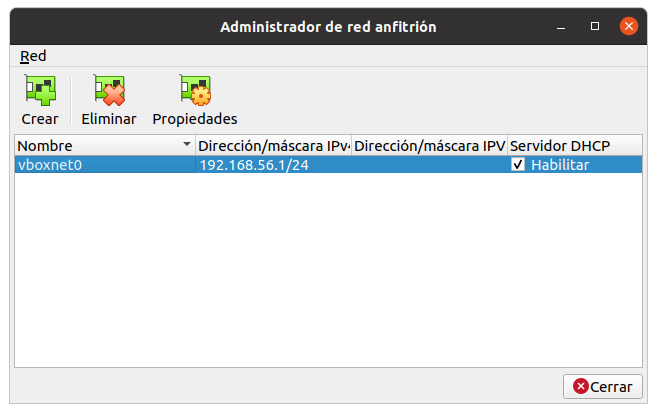 Administrador de red anfitrión
Red
Crear Eliminar Propiedades
Nombre Dirección/máscara IPv4 Dirección/máscara IPV Servidor DHCP
vboxnet0 192.168.56.1/24 Habilitar
Cerrar